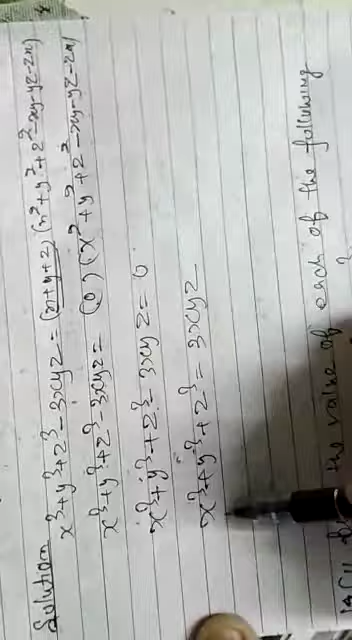 Solution
x³+y³+z³-3xyz = (x+y+z) (x²+y²+z²-xy-yz-zx)
x³+y³+z³-3xyz = (0) (x²+y²+z²-xy-yz-zx)
x³+y³+z³-3xyz = 0
x³+y³+z³ = 3xyz
the value of each of the following